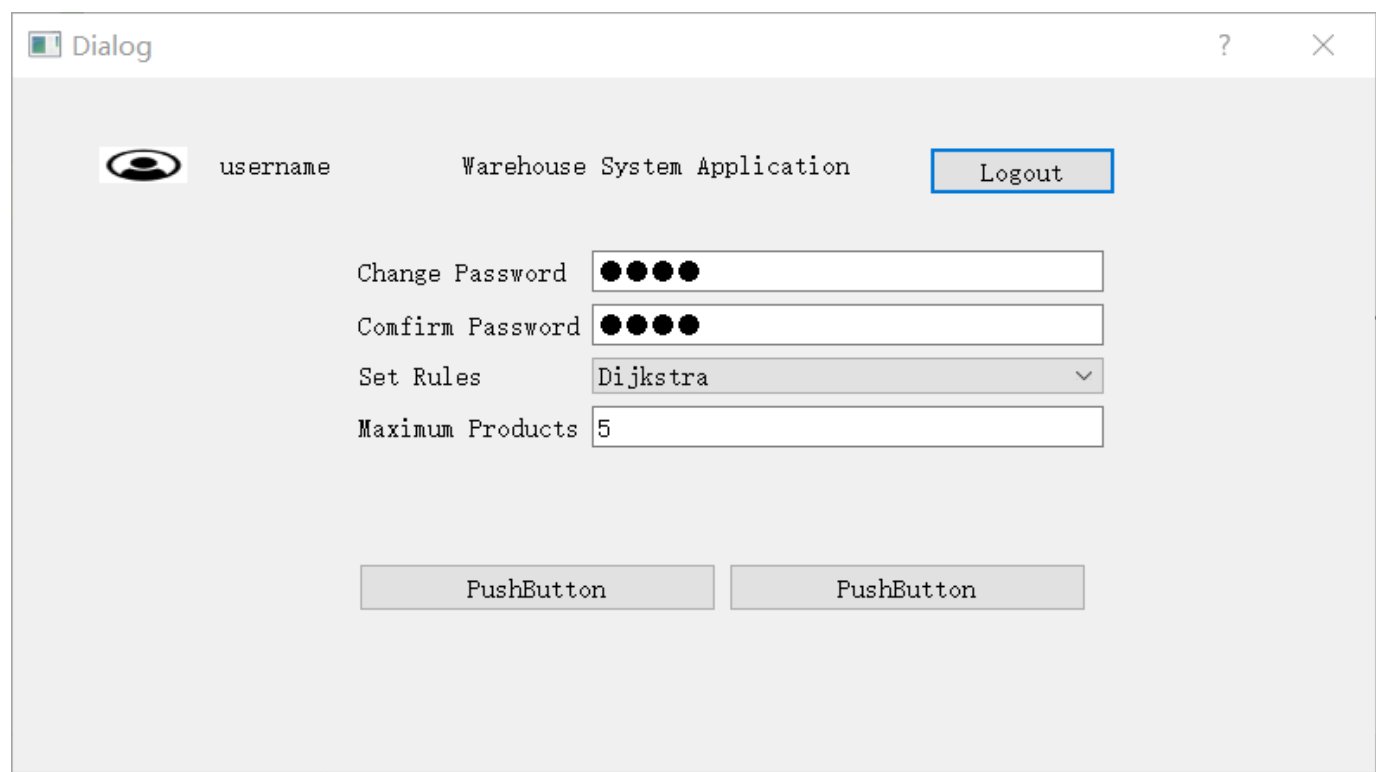 Dialog
username Warehouse System Application Logout
Change Password ●●●●
Comfirm Password ●●●●
Set Rules Dijkstra
Maximum Products 5
PushButton PushButton